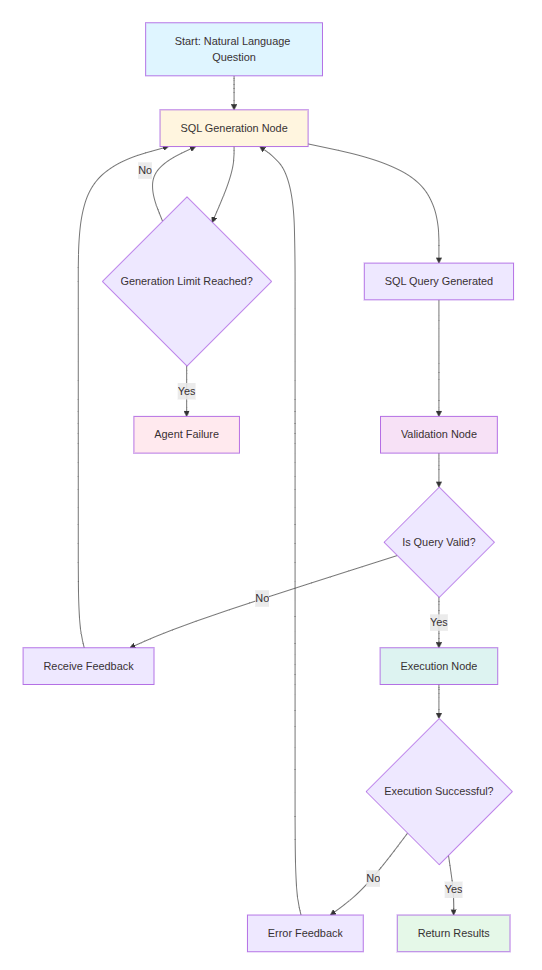 Start: Natural Language
Question
SQL Generation Node
No
Generation Limit Reached?
SQL Query Generated
Yes
Agent Failure
Validation Node
Is Query Valid?
No
Yes
Receive Feedback
Execution Node
Execution Successful?
No
Yes
Error Feedback
Return Results